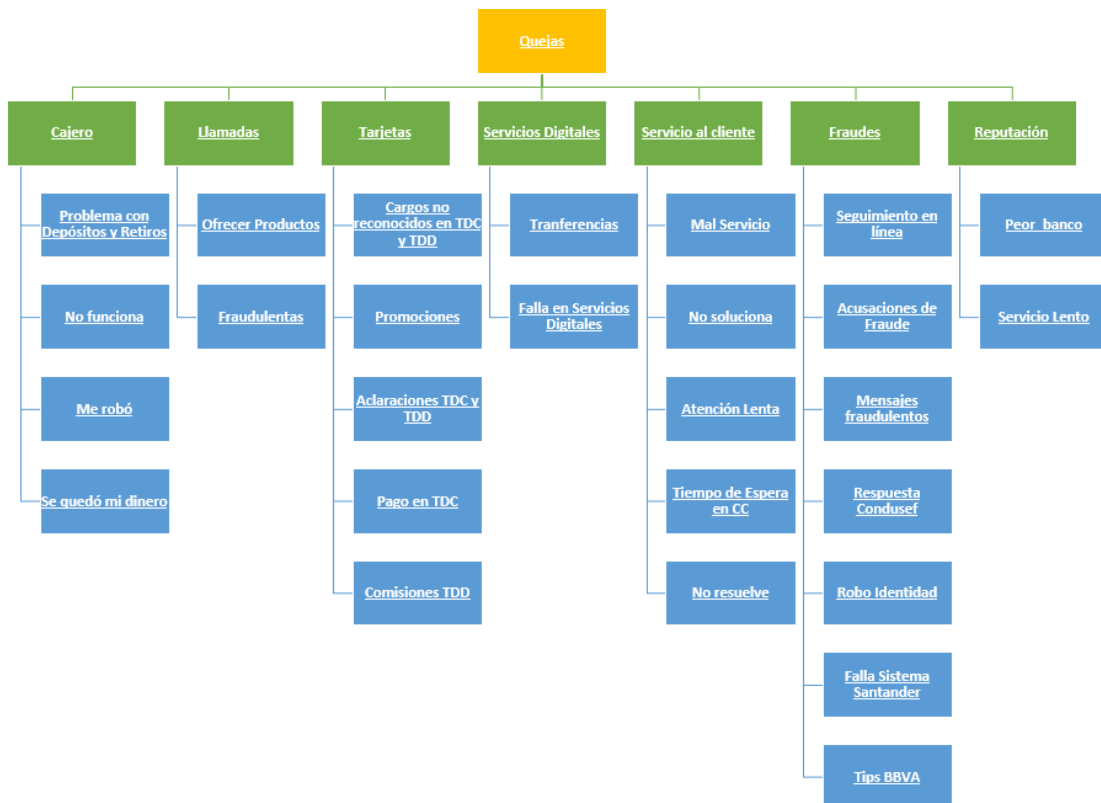 Quejas
Cajero
Llamadas
Tarjetas
Servicios Digitales
Servicio al cliente
Fraudes
Reputación
Problema con
Depósitos y Retiros
No funciona
Me robó
Se quedó mi dinero
Ofrecer Productos
Fraudulentas
Cargos no
reconocidos en TDC
y TDD
Promociones
Aclaraciones TDC y
TDD
Pago en TDC
Comisiones TDD
Tranferencias
Falla en Servicios
Digitales
Mal Servicio
No soluciona
Atención Lenta
Tiempo de Espera
en CC
No resuelve
Seguimiento en
línea
Acusaciones de
Fraude
Mensajes
fraudulentos
Respuesta
Condusef
Robo Identidad
Falla Sistema
Santander
Tips BBVA
Peor banco
Servicio Lento